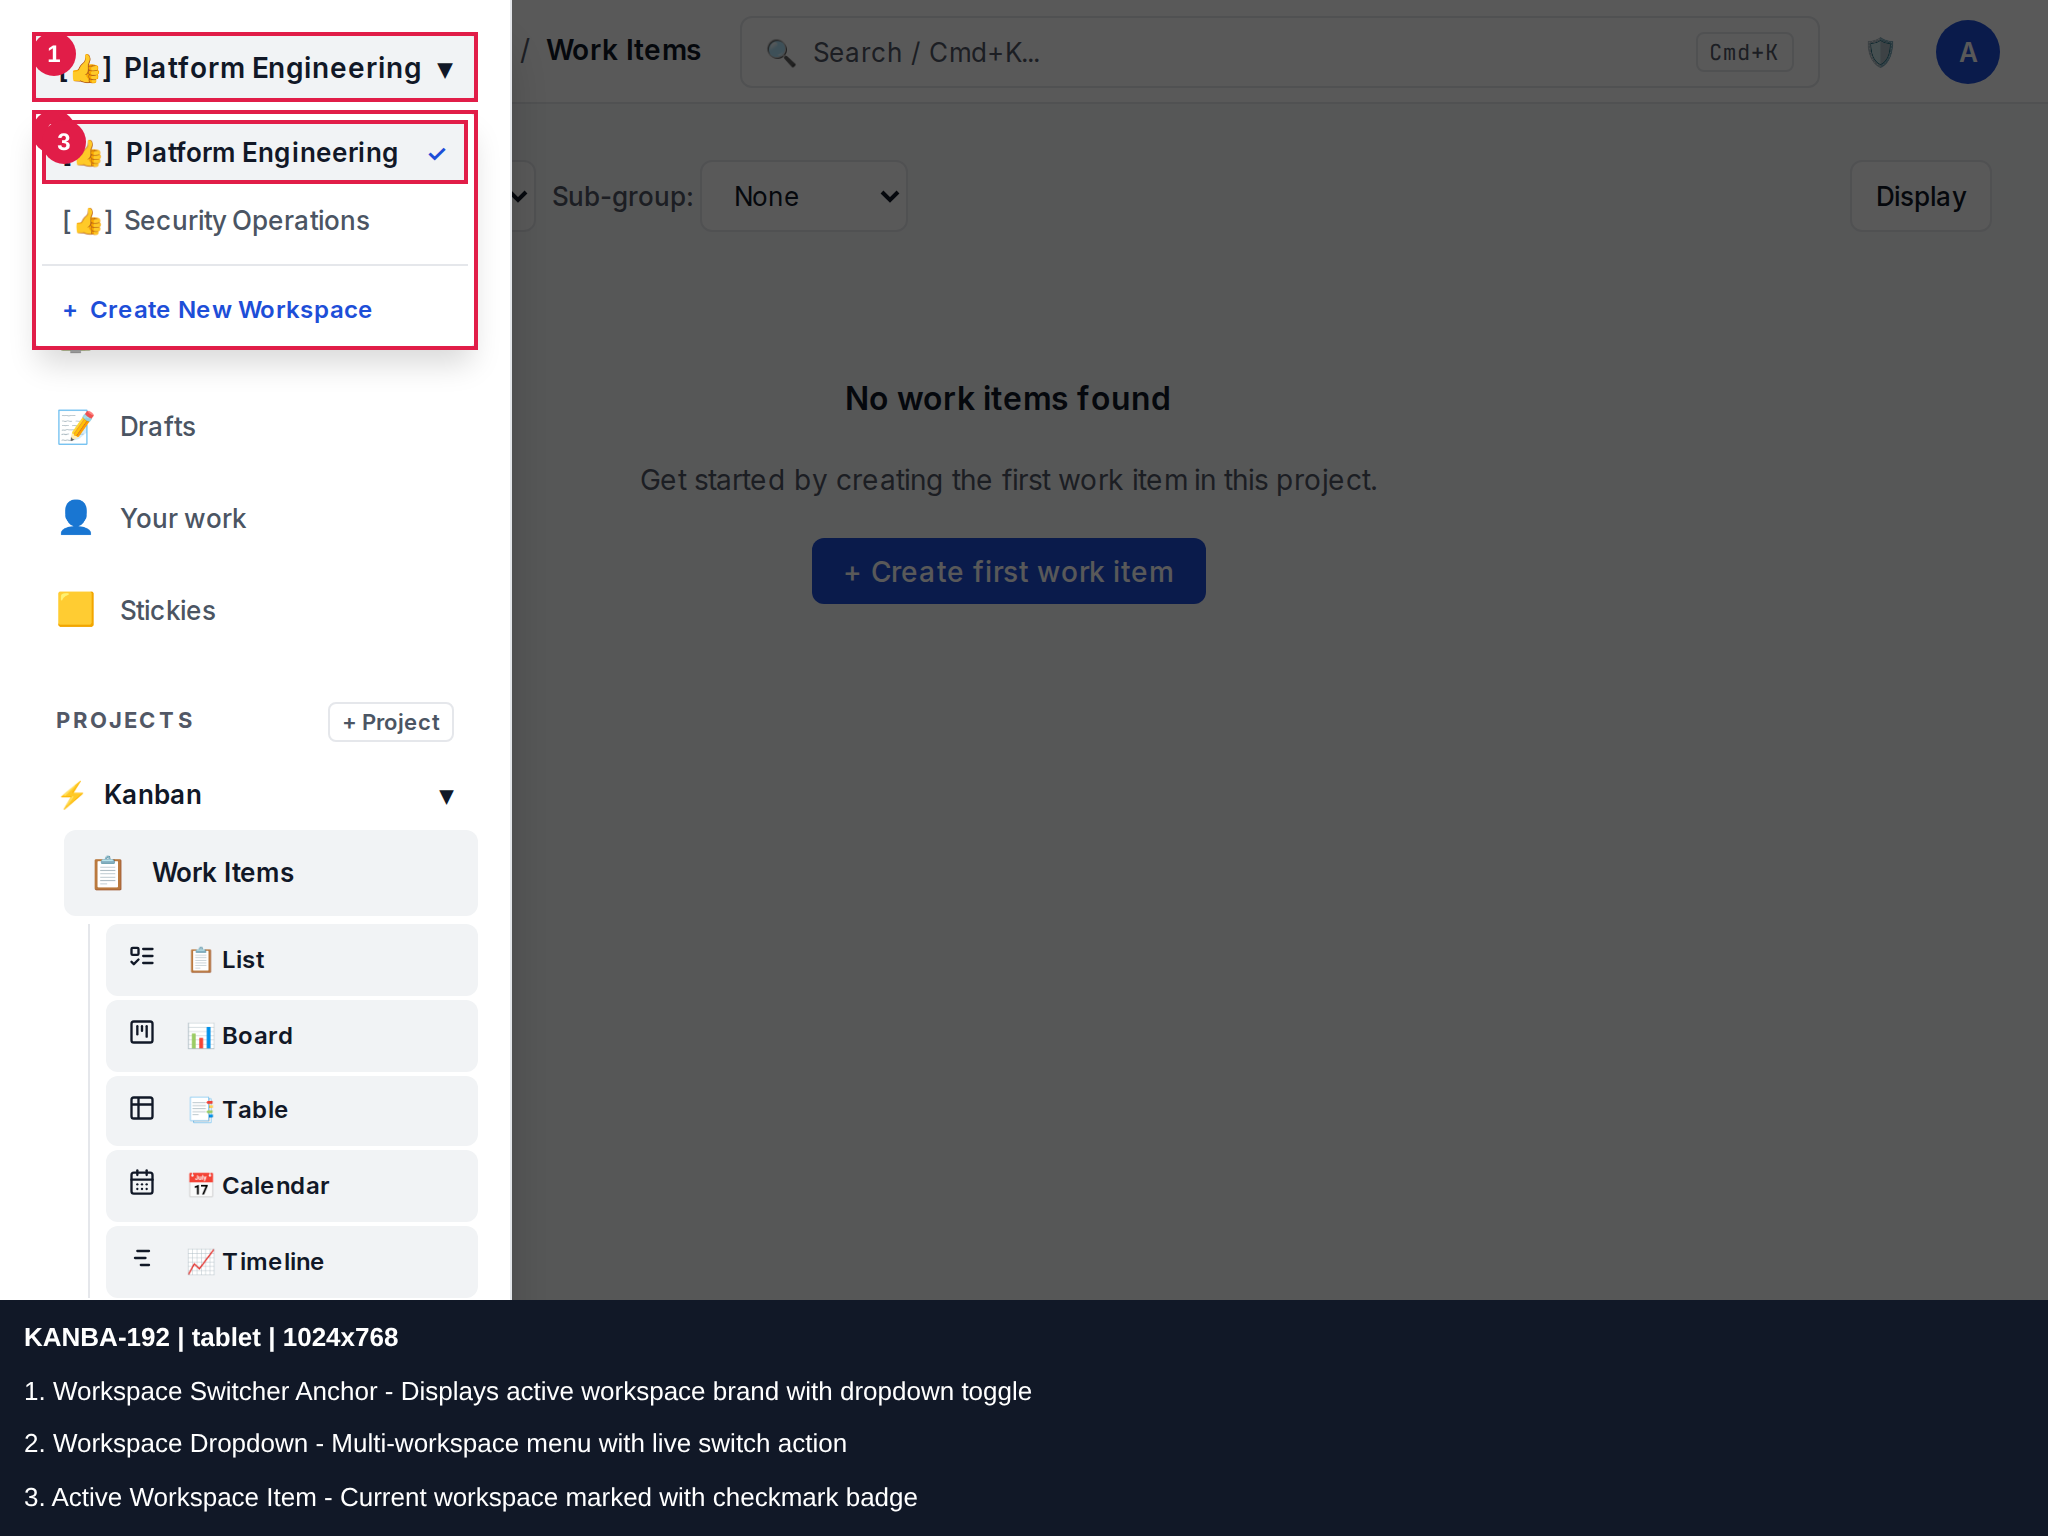 1
[👍] Platform Engineering ▼
/ Work Items
🔍 Search / Cmd+K...
Cmd+K
A
3
[👍] Platform Engineering ✓
[👍] Security Operations
+ Create New Workspace
Sub-group: None
Display
No work items found
Get started by creating the first work item in this project.
+ Create first work item
Drafts
Your work
Stickies
PROJECTS
+ Project
⚡ Kanban ▼
📋 Work Items
📋 List
📊 Board
📑 Table
📅 Calendar
📈 Timeline
KANBA-192 | tablet | 1024x768
1. Workspace Switcher Anchor - Displays active workspace brand with dropdown toggle
2. Workspace Dropdown - Multi-workspace menu with live switch action
3. Active Workspace Item - Current workspace marked with checkmark badge